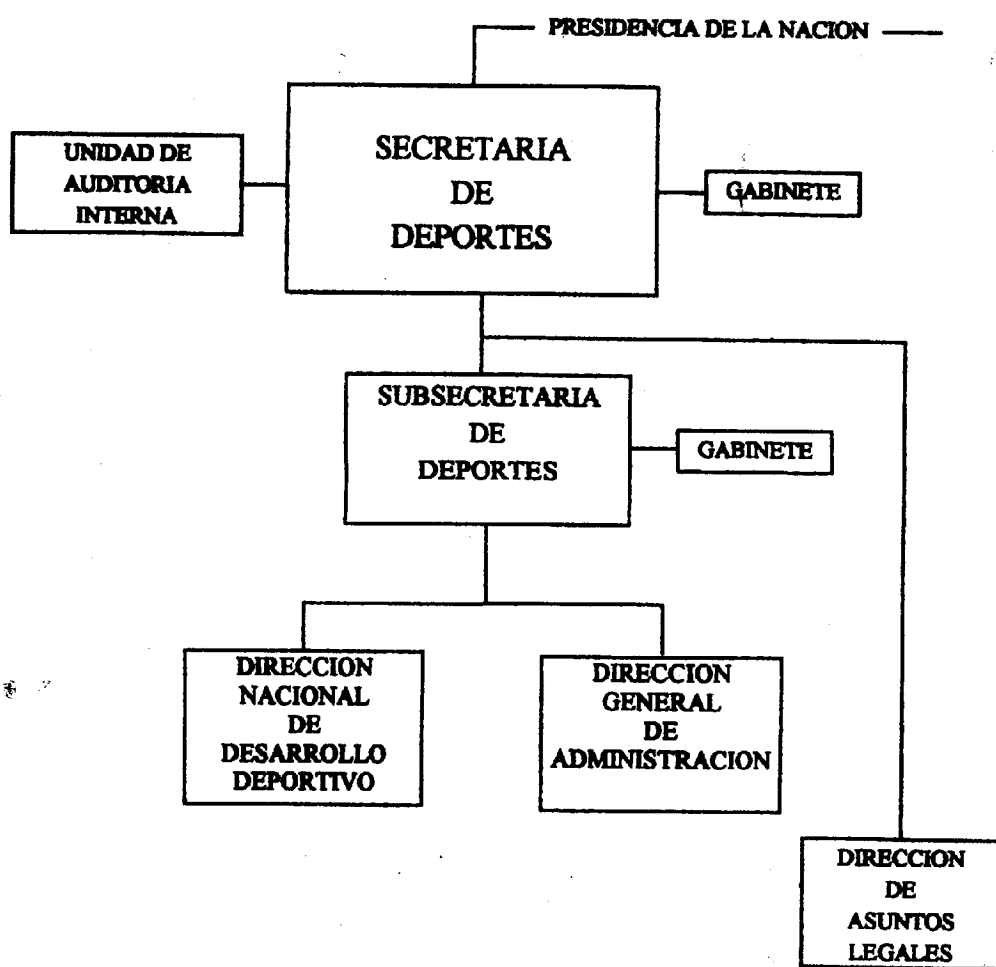 PRESIDENCIA DE LA NACION
SECRETARIA
DE
DEPORTES
UNIDAD DE
AUDITORIA
INTERNA
GABINETE
SUBSECRETARIA
DE
DEPORTES
GABINETE
DIRECCION
NACIONAL
DE
DESARROLLO
DEPORTIVO
DIRECCION
GENERAL
DE
ADMINISTRACION
DIRECCION
DE
ASUNTOS
LEGALES